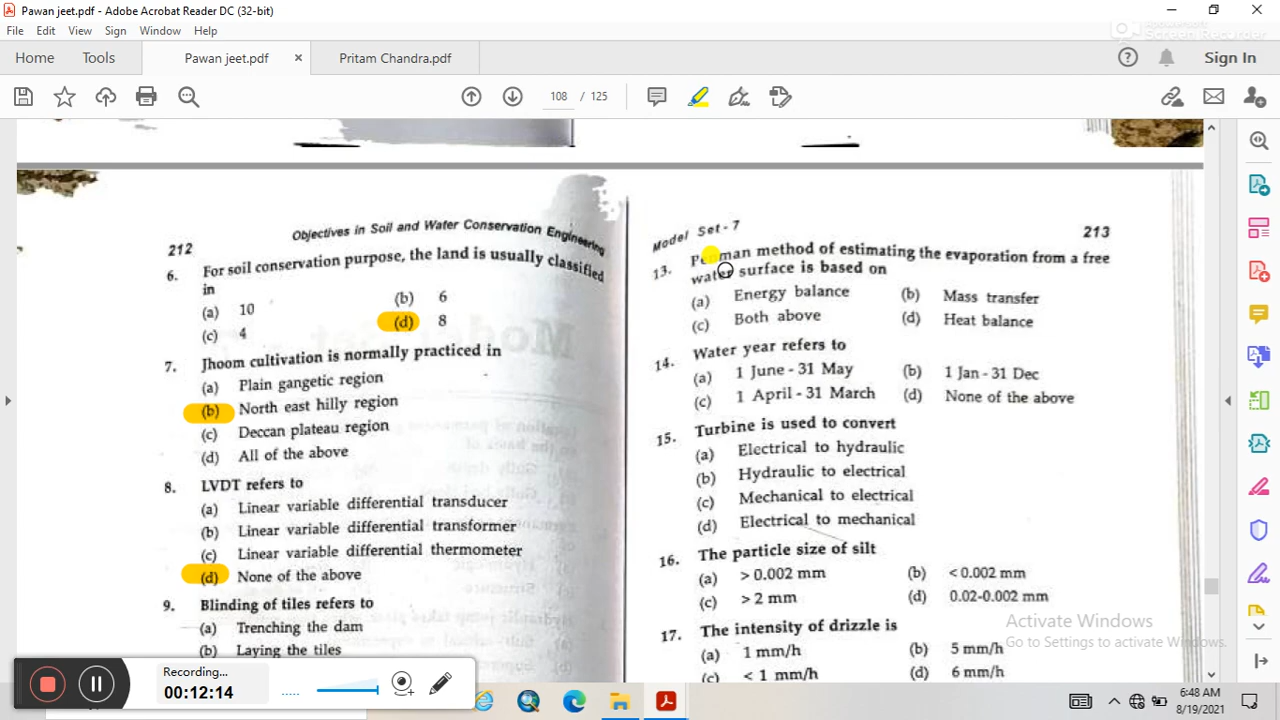 Pawan jeet.pdf - Adobe Acrobat Reader DC (32-bit)
File Edit View Sign Window Help
Home Tools Pawan jeet.pdf × Pritam Chandra.pdf Sign In
108 / 125
Screen Recorder
212 Objectives in Soil and Water Conservation Engineering
6. For soil conservation purpose, the land is usually classified
in
(a) 10 (b) 6
(c) 4 (d) 8
7. Jhoom cultivation is normally practiced in
(a) Plain gangetic region
(b) North east hilly region
(c) Deccan plateau region
(d) All of the above
8. LVDT refers to
(a) Linear variable differential transducer
(b) Linear variable differential transformer
(c) Linear variable differential thermometer
(d) None of the above
9. Blinding of tiles refers to
(a) Trenching the dam
(b) Laying the tiles
Model Set - 7 213
13. Penman method of estimating the evaporation from a free
water surface is based on
(a) Energy balance (b) Mass transfer
(c) Both above (d) Heat balance
14. Water year refers to
(a) 1 June - 31 May (b) 1 Jan - 31 Dec
(c) 1 April - 31 March (d) None of the above
15. Turbine is used to convert
(a) Electrical to hydraulic
(b) Hydraulic to electrical
(c) Mechanical to electrical
(d) Electrical to mechanical
16. The particle size of silt
(a) > 0.002 mm (b) < 0.002 mm
(c) > 2 mm (d) 0.02-0.002 mm
17. The intensity of drizzle is
(a) 1 mm/h (b) 5 mm/h
(c) < 1 mm/h (d) 6 mm/h
Activate Windows
Go to Settings to activate Windows.
Recording...
00:12:14
6:48 AM
8/19/2021